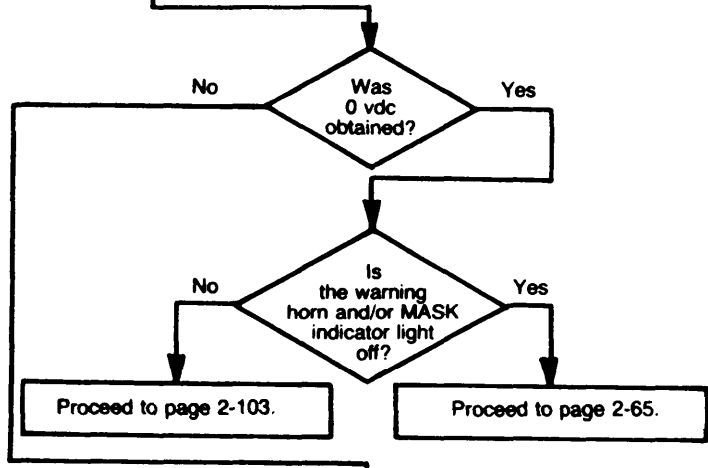 Was
0 vdc
obtained?
No
Yes
Is
the warning
horn and/or MASK
indicator light
off?
No
Yes
Proceed to page 2-103.
Proceed to page 2-65.